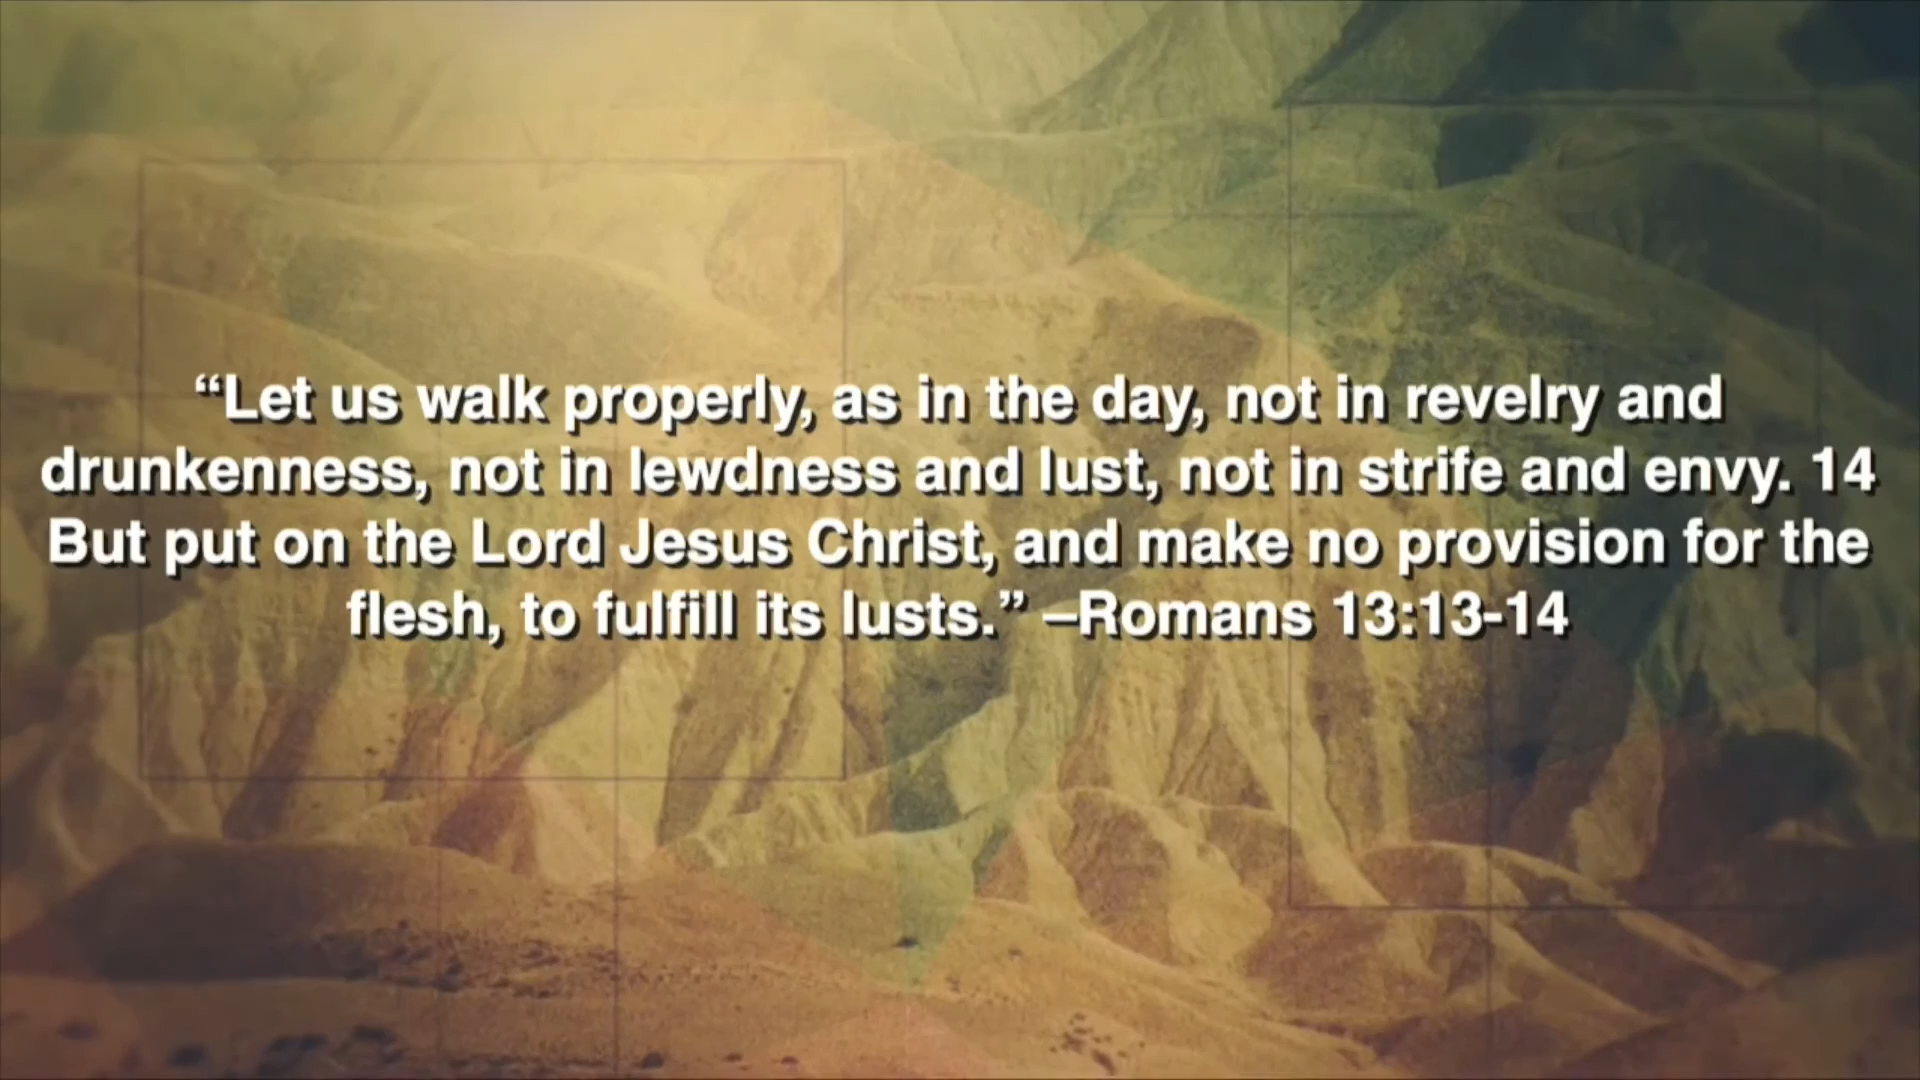 “Let us walk properly, as in the day, not in revelry and
drunkenness, not in lewdness and lust, not in strife and envy. 14
But put on the Lord Jesus Christ, and make no provision for the
flesh, to fulfill its lusts.” –Romans 13:13-14